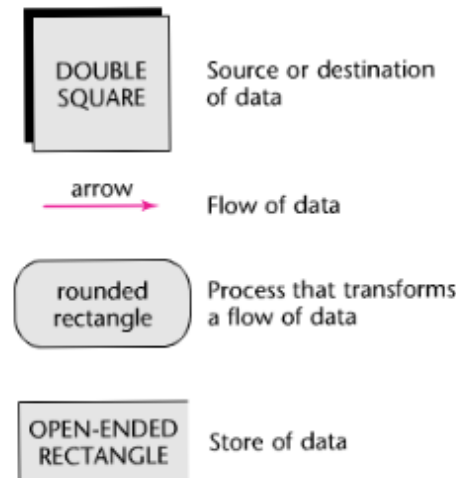 DOUBLE
SQUARE
Source or destination
of data
arrow
Flow of data
rounded
rectangle
Process that transforms
a flow of data
OPEN-ENDED
RECTANGLE
Store of data